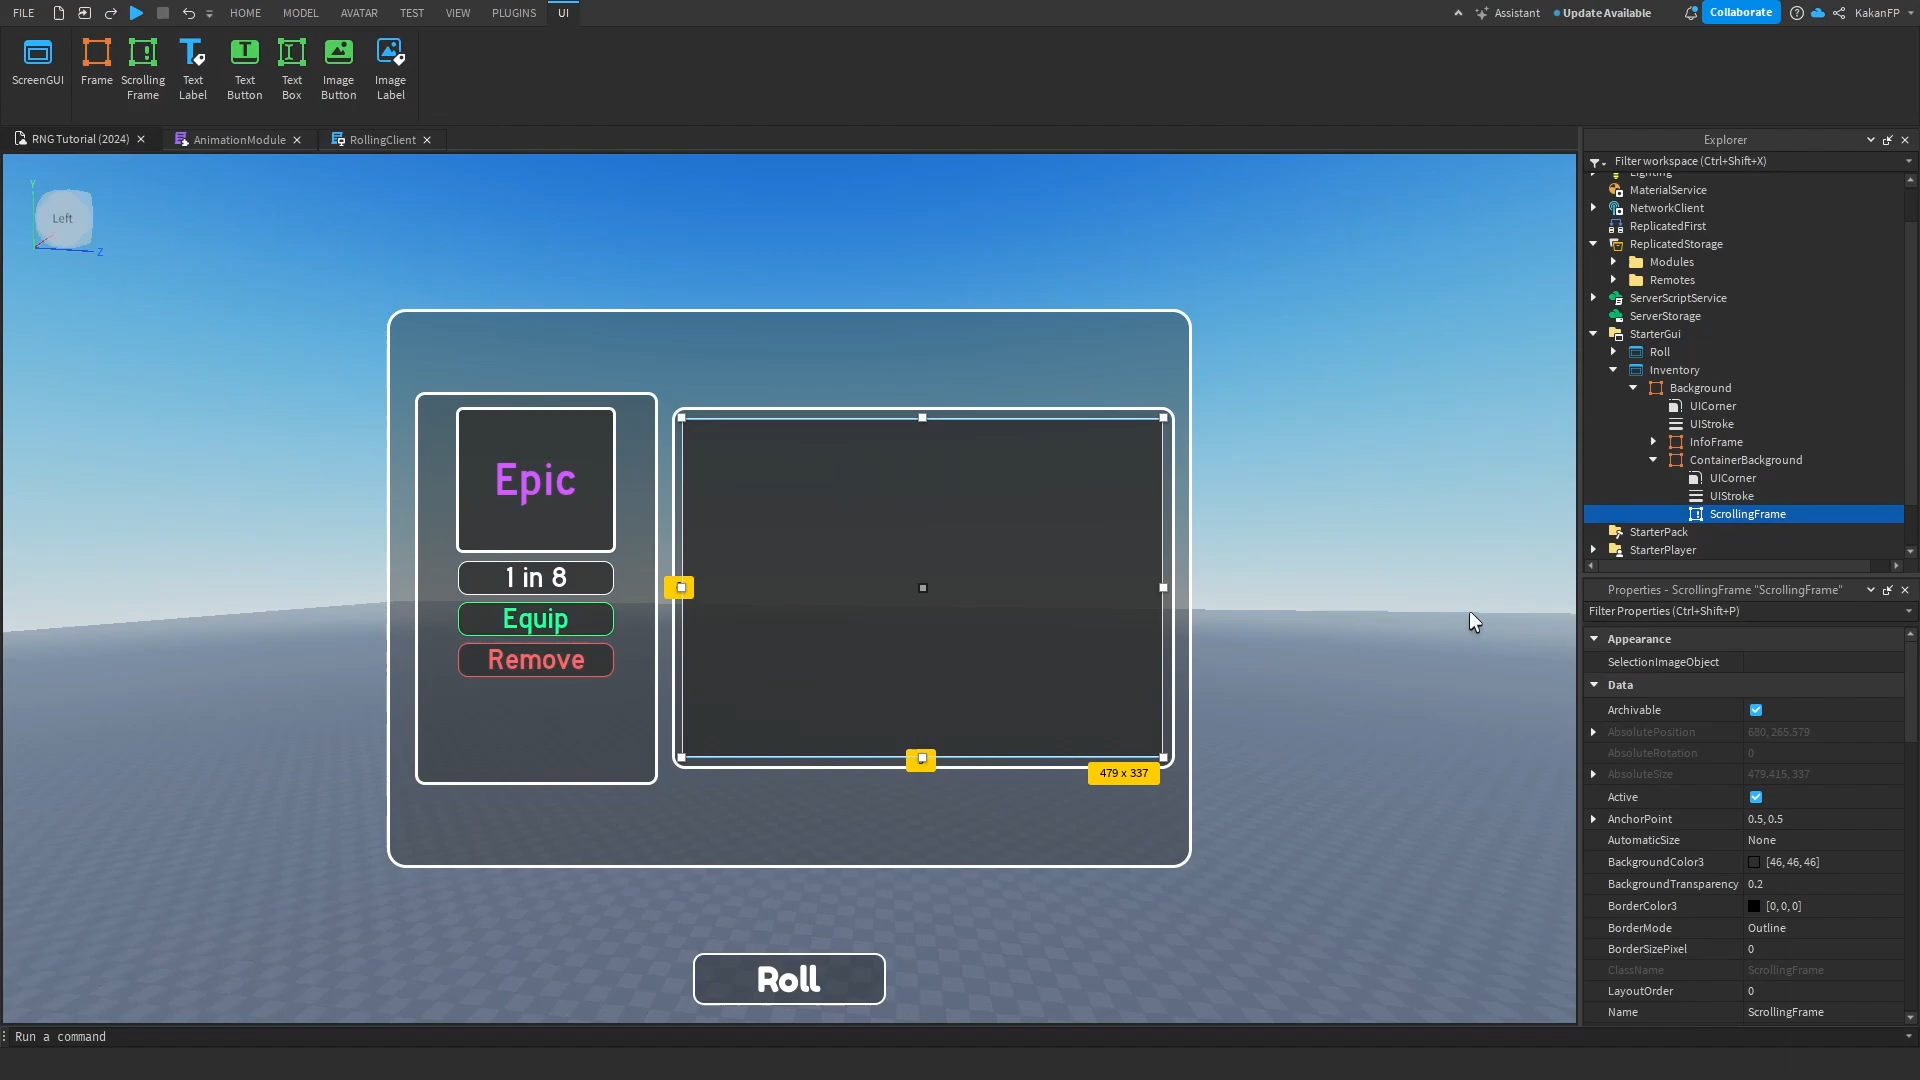 FILE HOME MODEL AVATAR TEST VIEW PLUGINS UI Assistant Update Available Collaborate KakanFP
ScreenGUI Frame Scrolling Frame Text Label Text Button Text Box Image Button Image Label
RNG Tutorial (2024) AnimationModule RollingClient
Explorer
Filter workspace (Ctrl+Shift+X)
Lighting
MaterialService
NetworkClient
ReplicatedFirst
ReplicatedStorage
Modules
Remotes
ServerScriptService
ServerStorage
StarterGui
Roll
Inventory
Background
UICorner
UIStroke
InfoFrame
ContainerBackground
UICorner
UIStroke
ScrollingFrame
StarterPack
StarterPlayer
Y
Left
Z
Epic
1 in 8
Equip
Remove
479 x 337
Roll
Properties - ScrollingFrame "ScrollingFrame"
Filter Properties (Ctrl+Shift+P)
Appearance
SelectionImageObject
Data
Archivable
AbsolutePosition 680, 265.579
AbsoluteRotation 0
AbsoluteSize 479.415, 337
Active
AnchorPoint 0.5, 0.5
AutomaticSize None
BackgroundColor3 [46, 46, 46]
BackgroundTransparency 0.2
BorderColor3 [0, 0, 0]
BorderMode Outline
BorderSizePixel 0
ClassName ScrollingFrame
LayoutOrder 0
Name ScrollingFrame
Run a command